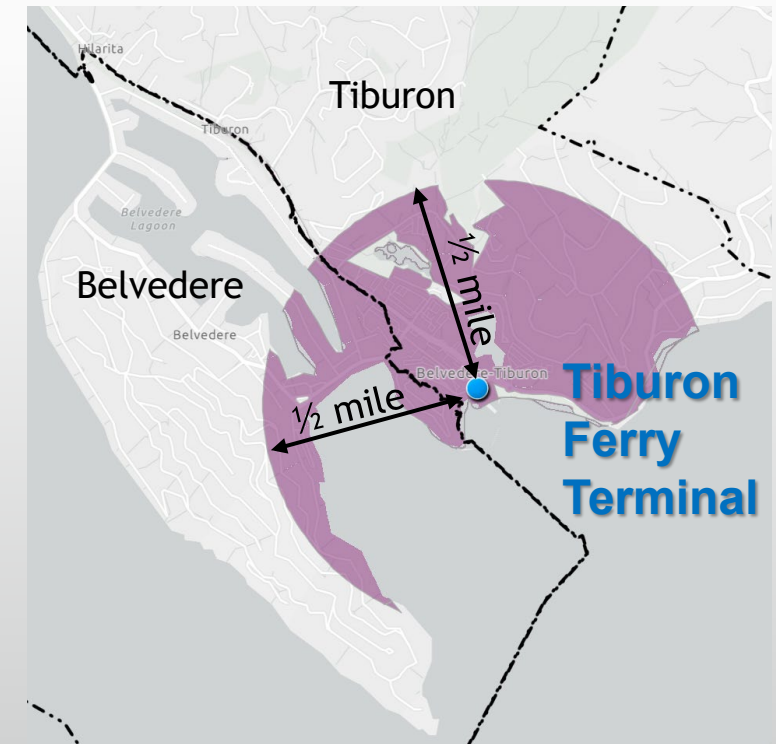 Hilarita
Tiburon
Tiburon
Belvedere
Lagoon
Belvedere
Belvedere
½ mile
Belvedere-Tiburon
½ mile
Tiburon
Ferry
Terminal